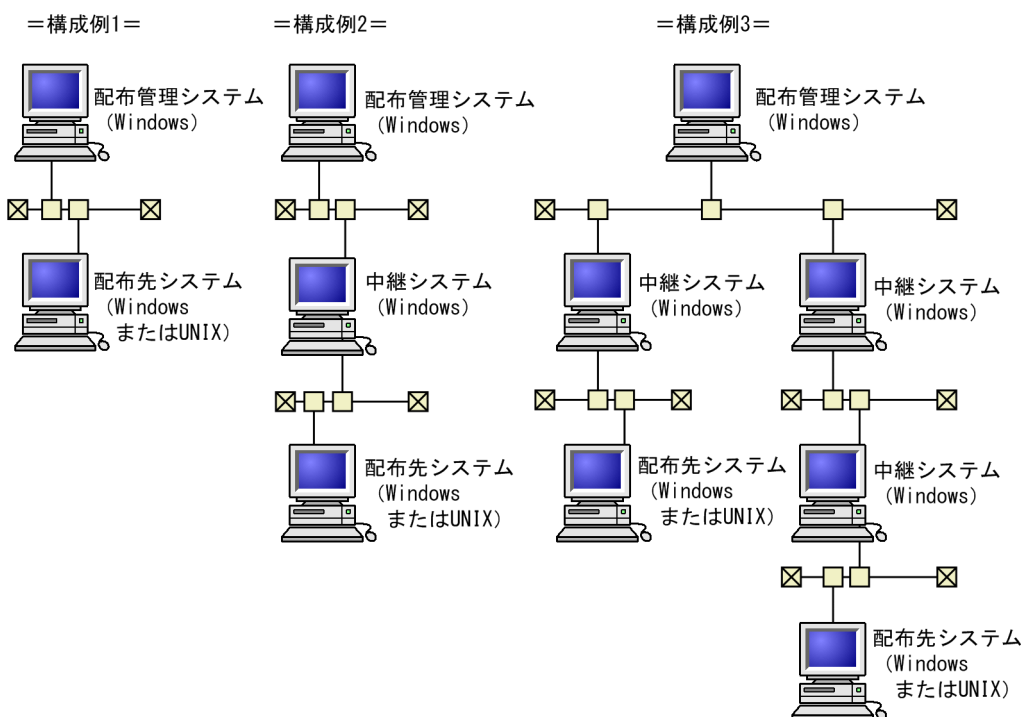 =構成例1=
=構成例2=
=構成例3=
配布管理システム
(Windows)
配布管理システム
(Windows)
配布管理システム
(Windows)
配布先システム
(Windows
またはUNIX)
中継システム
(Windows)
中継システム
(Windows)
中継システム
(Windows)
配布先システム
(Windows
またはUNIX)
配布先システム
(Windows
またはUNIX)
中継システム
(Windows)
配布先システム
(Windows
またはUNIX)